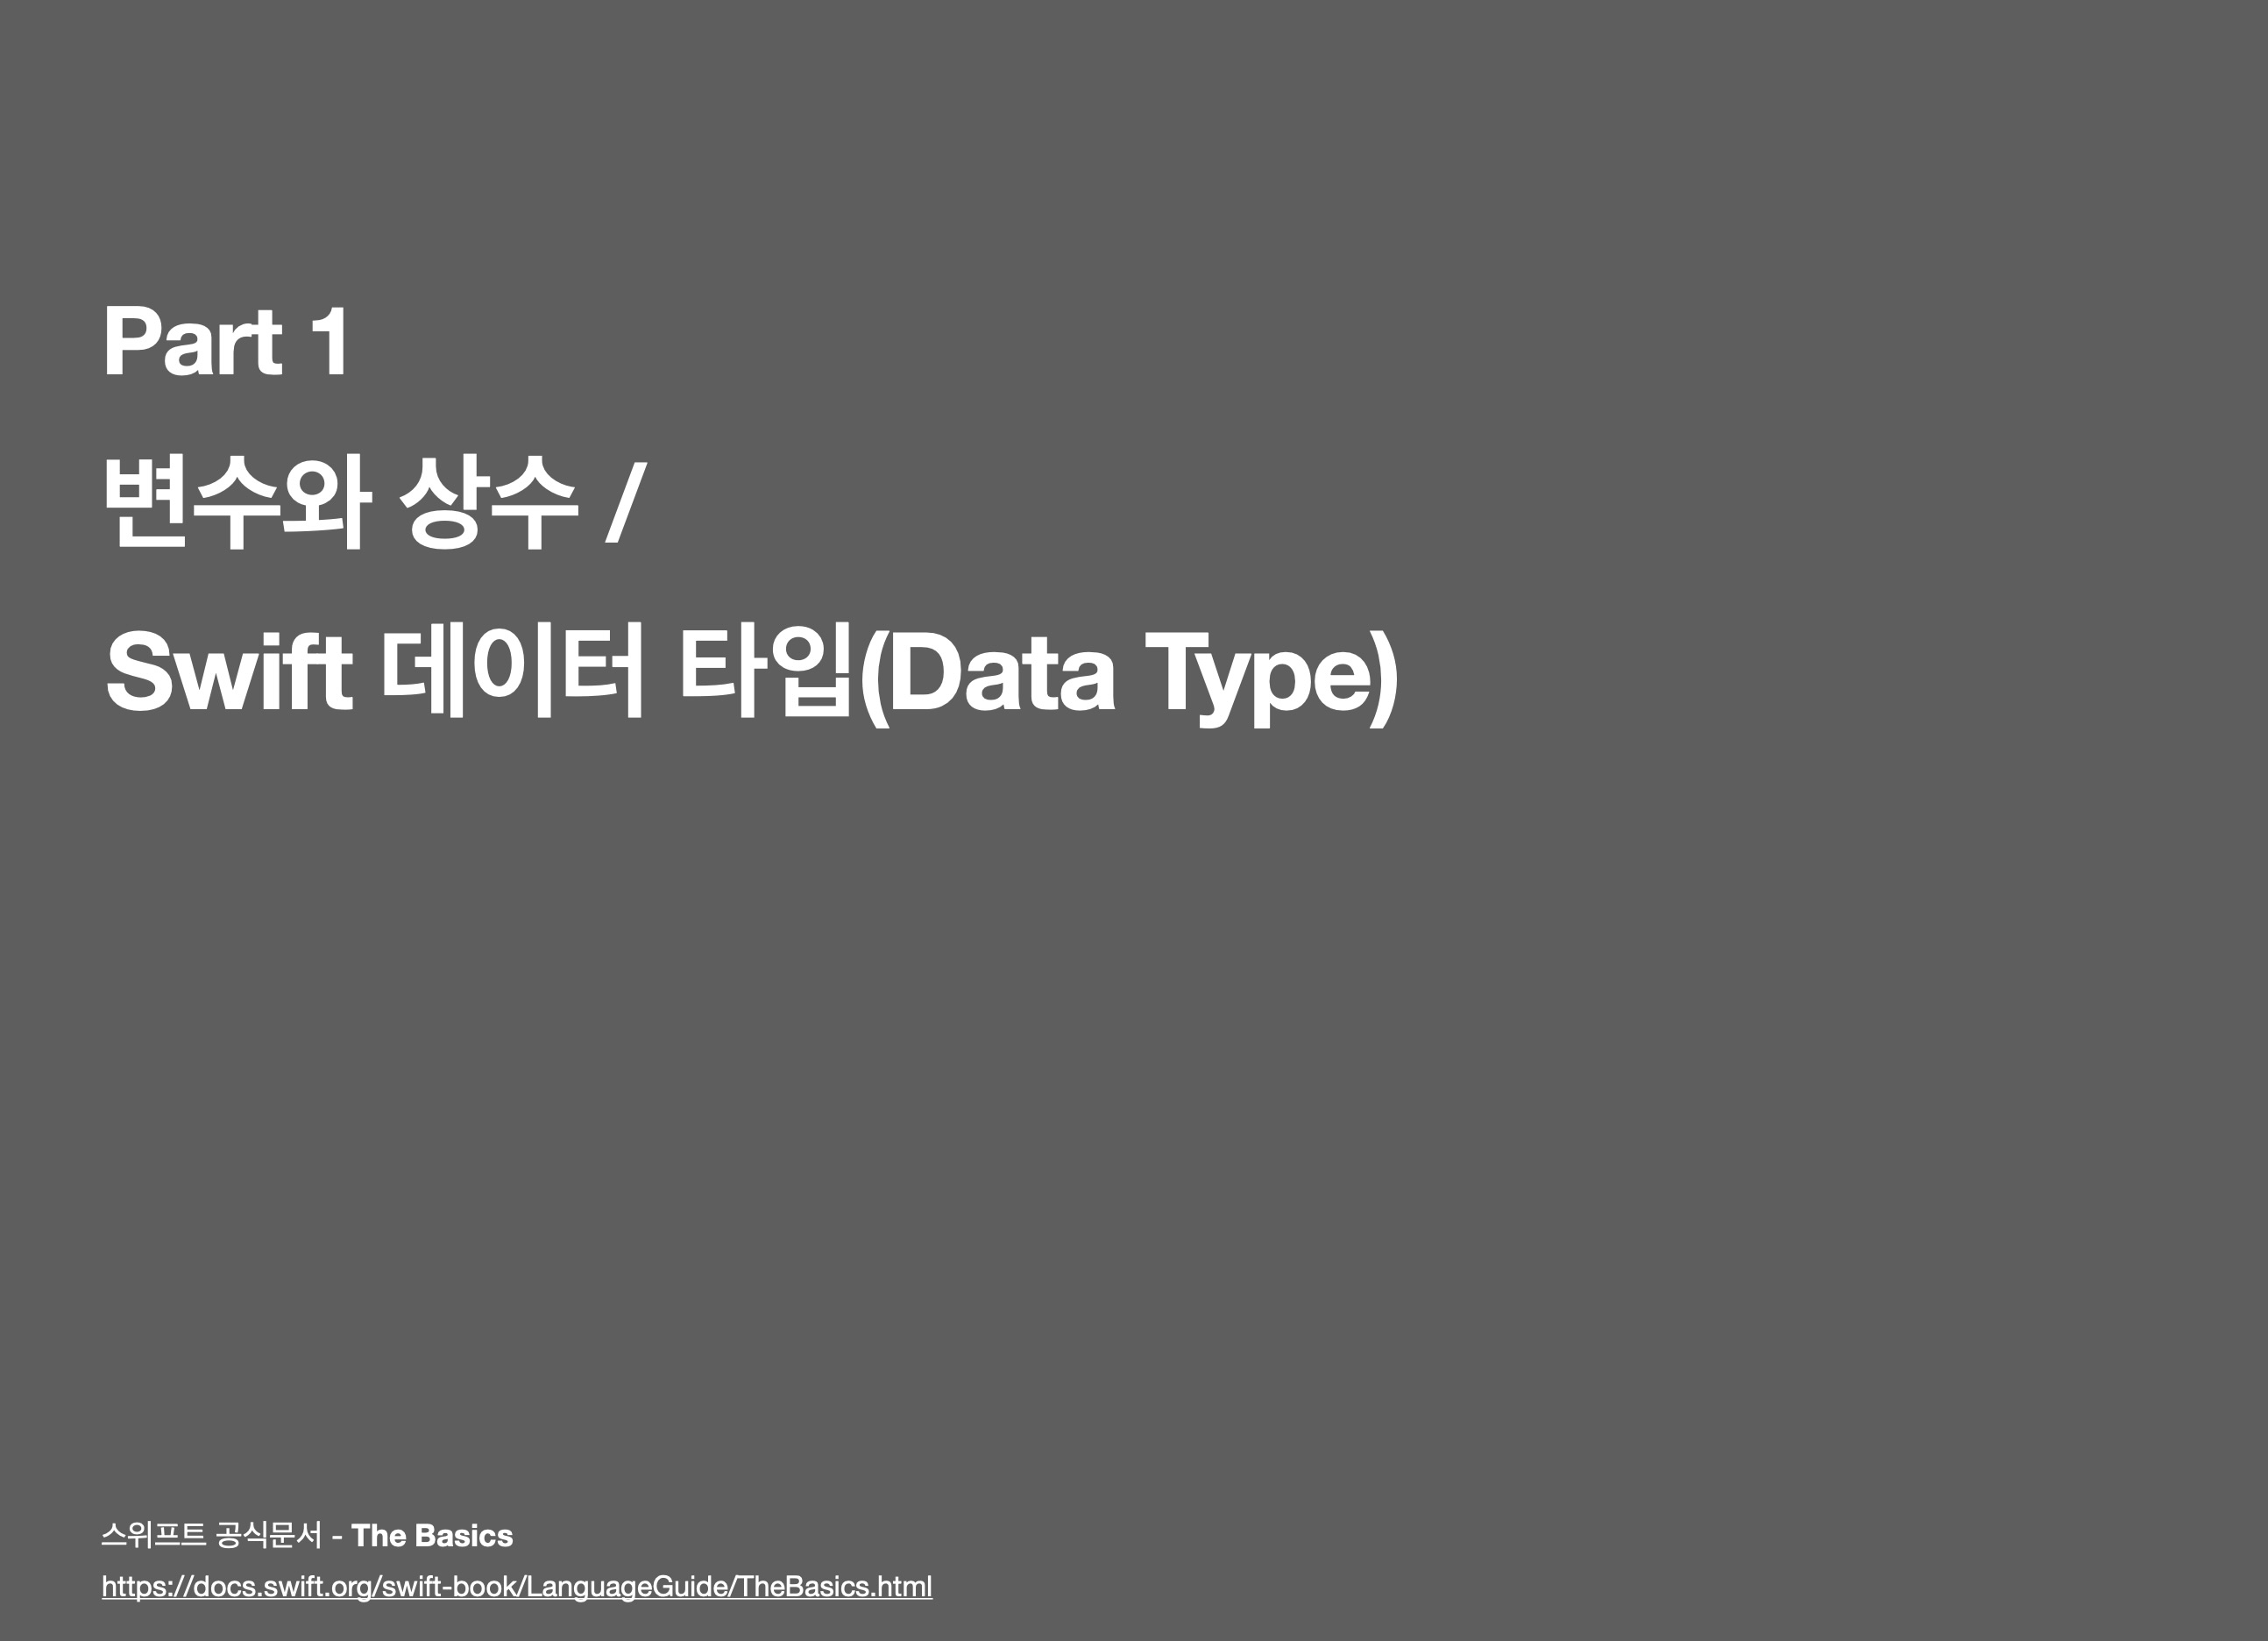 Part 1
변수와 상수 /
Swift 데이터 타입(Data Type)
스위프트 공식문서 - The Basics
https://docs.swift.org/swift-book/LanguageGuide/TheBasics.html